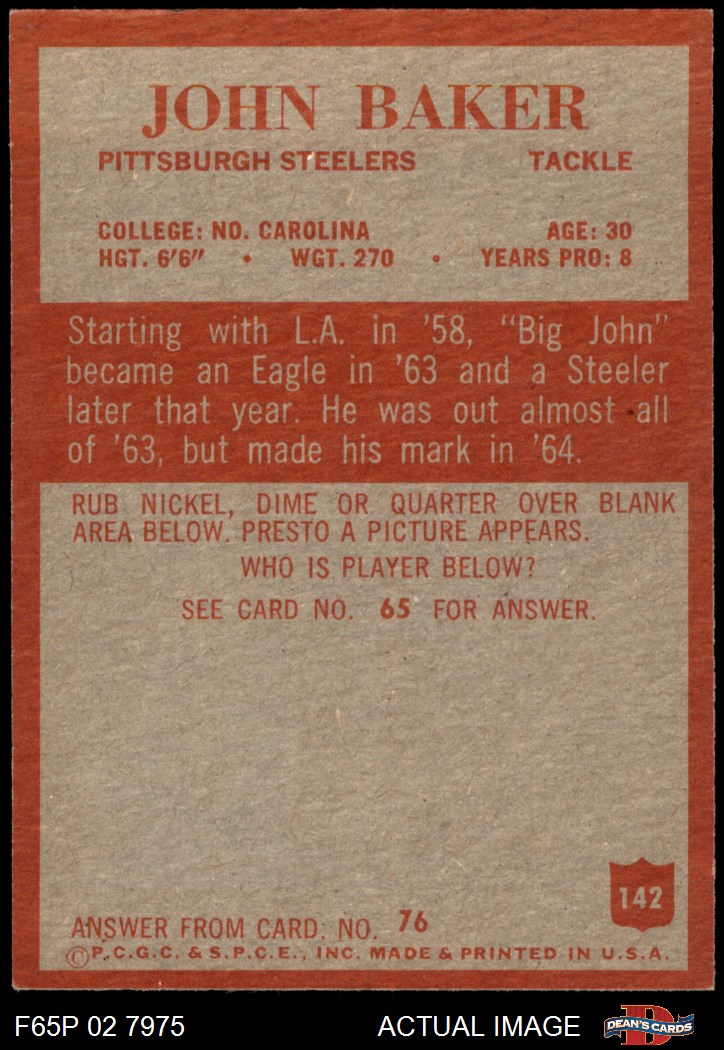 JOHN BAKER
PITTSBURGH STEELERS TACKLE
COLLEGE: NO. CAROLINA AGE: 30
HGT. 6'6" • WGT. 270 • YEARS PRO: 8
Starting with L.A. in '58, "Big John"
became an Eagle in '63 and a Steeler
later that year. He was out almost all
of '63, but made his mark in '64.
RUB NICKEL, DIME OR QUARTER OVER BLANK
AREA BELOW. PRESTO A PICTURE APPEARS.
WHO IS PLAYER BELOW?
SEE CARD NO. 65 FOR ANSWER.
142
ANSWER FROM CARD: NO. 76
©P.C.G.C. & S.P.C.E., INC. MADE & PRINTED IN U.S.A.
F65P 02 7975 ACTUAL IMAGE D DEAN'S CARDS